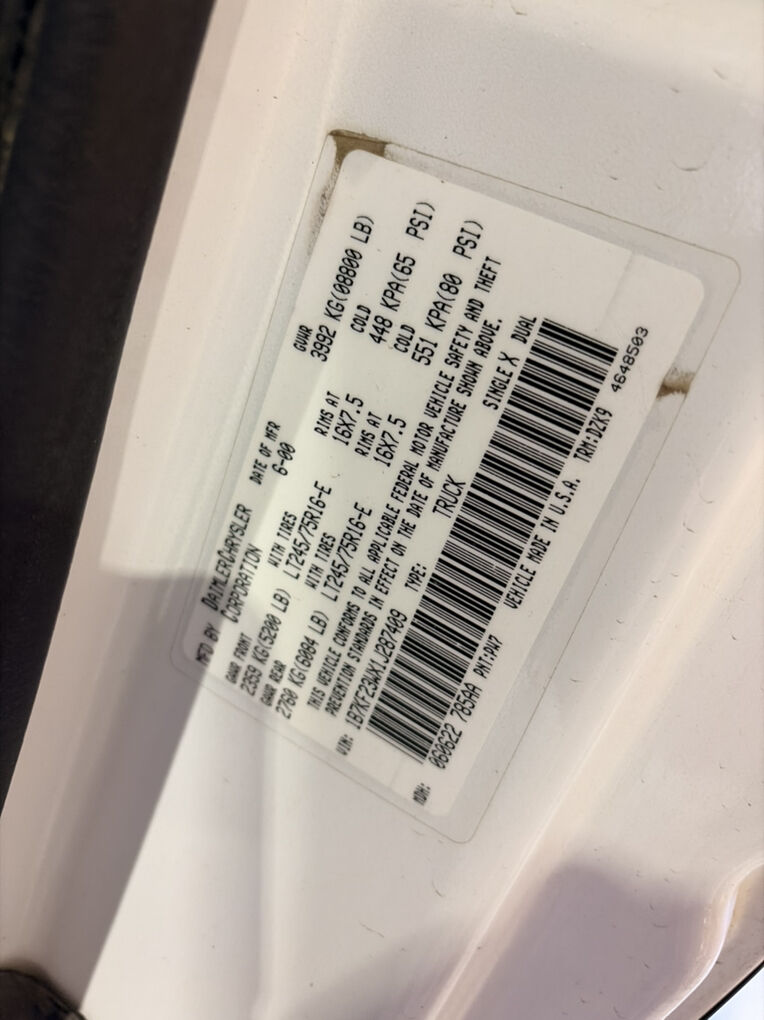 MFD BY DAIMLERCHRYSLER CORPORATION
DATE OF MFR 6-00
GVWR 3992 KG(08800 LB)
GAWR FRONT WITH TIRES RIMS AT COLD
2359 KG(5200 LB) LT245/75R16-E 16X7.5 448 KPA(65 PSI)
GAWR REAR WITH TIRES RIMS AT COLD
2760 KG(6084 LB) LT245/75R16-E 16X7.5 551 KPA(80 PSI)
THIS VEHICLE CONFORMS TO ALL APPLICABLE FEDERAL MOTOR VEHICLE SAFETY AND THEFT
PREVENTION STANDARDS IN EFFECT ON THE DATE OF MANUFACTURE SHOWN ABOVE.
VIN: 1B7KF23WX1J287409 TYPE: TRUCK SINGLE X DUAL
MDH: 060622 785AA PNT:PW7 VEHICLE MADE IN U.S.A. TRM:DZK9 4648503